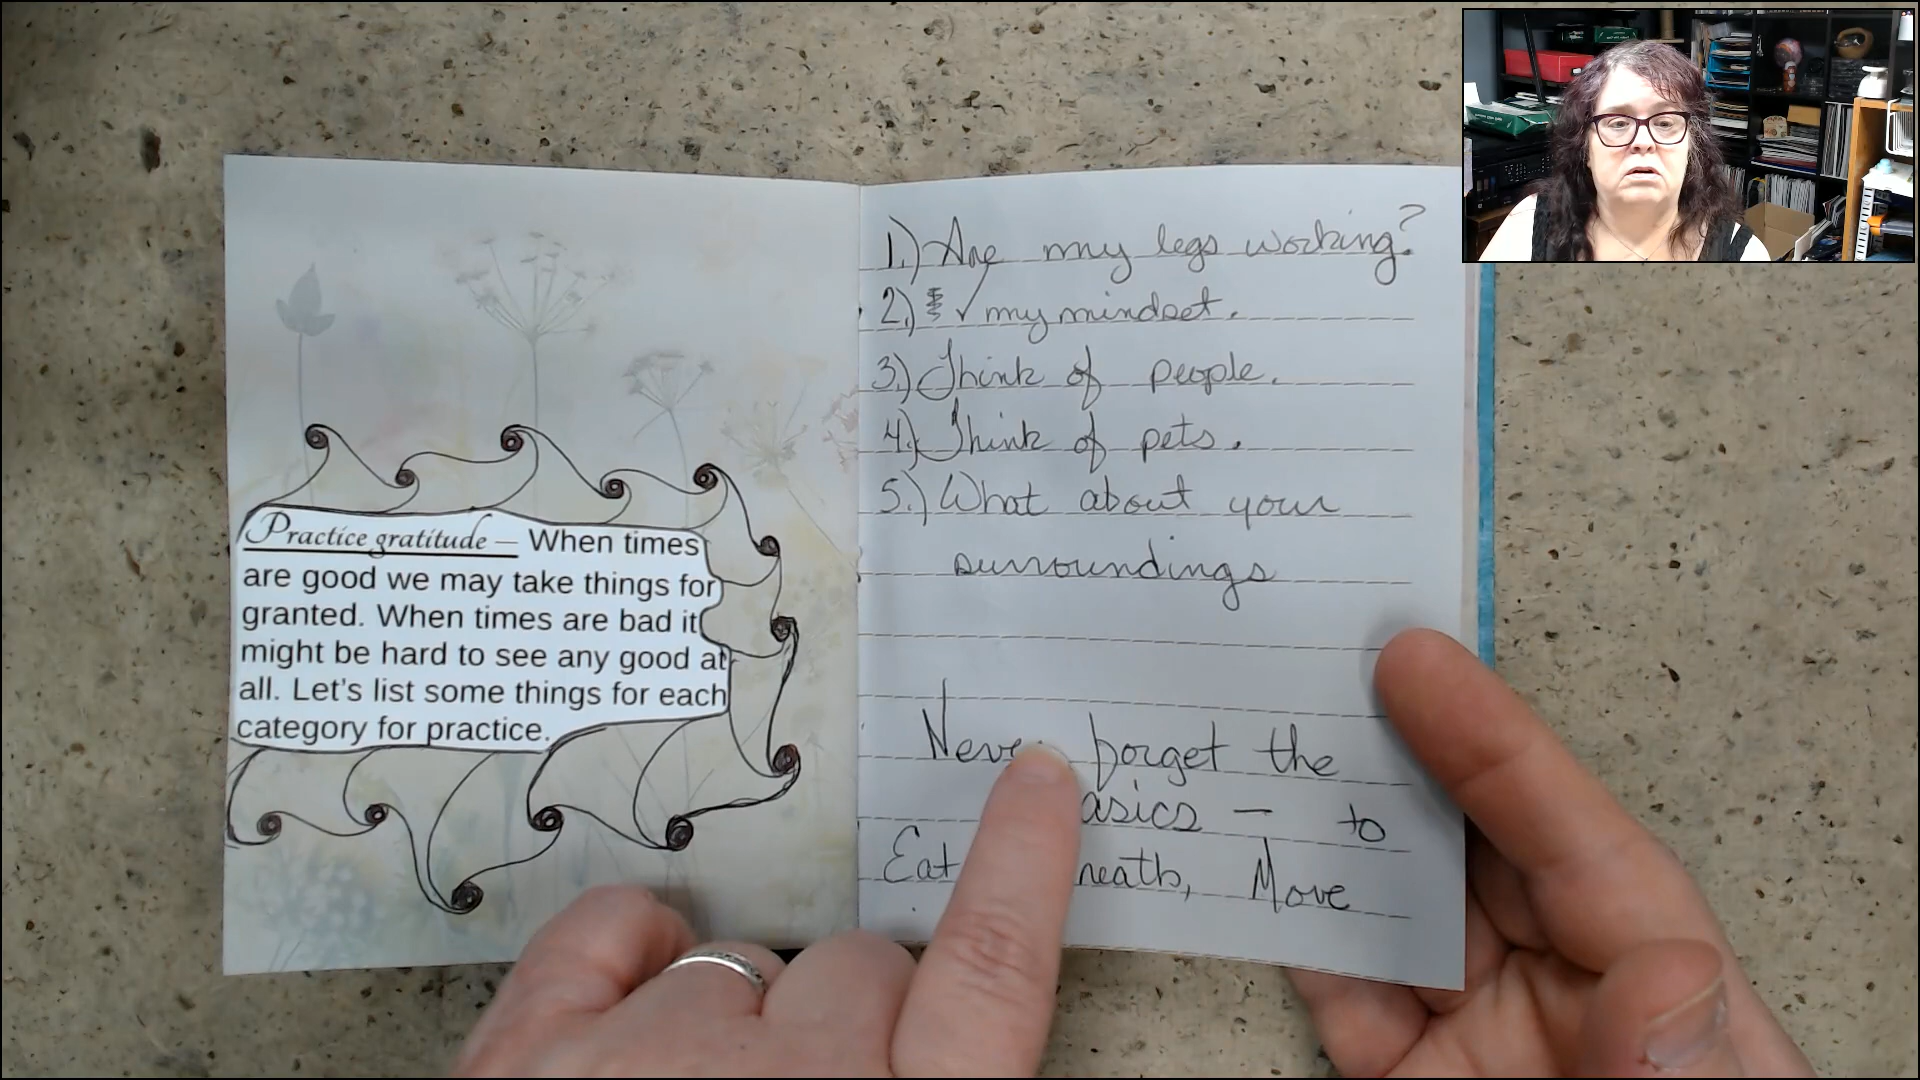 Practice gratitude — When times
are good we may take things for
granted. When times are bad it
might be hard to see any good at
all. Let's list some things for each
category for practice.
1.) Are my legs working?
2.) ✓ my mindset.
3.) Think of people.
4.) Think of pets.
5.) What about your
surroundings
Never forget the
asics — to
Eat neath, Move